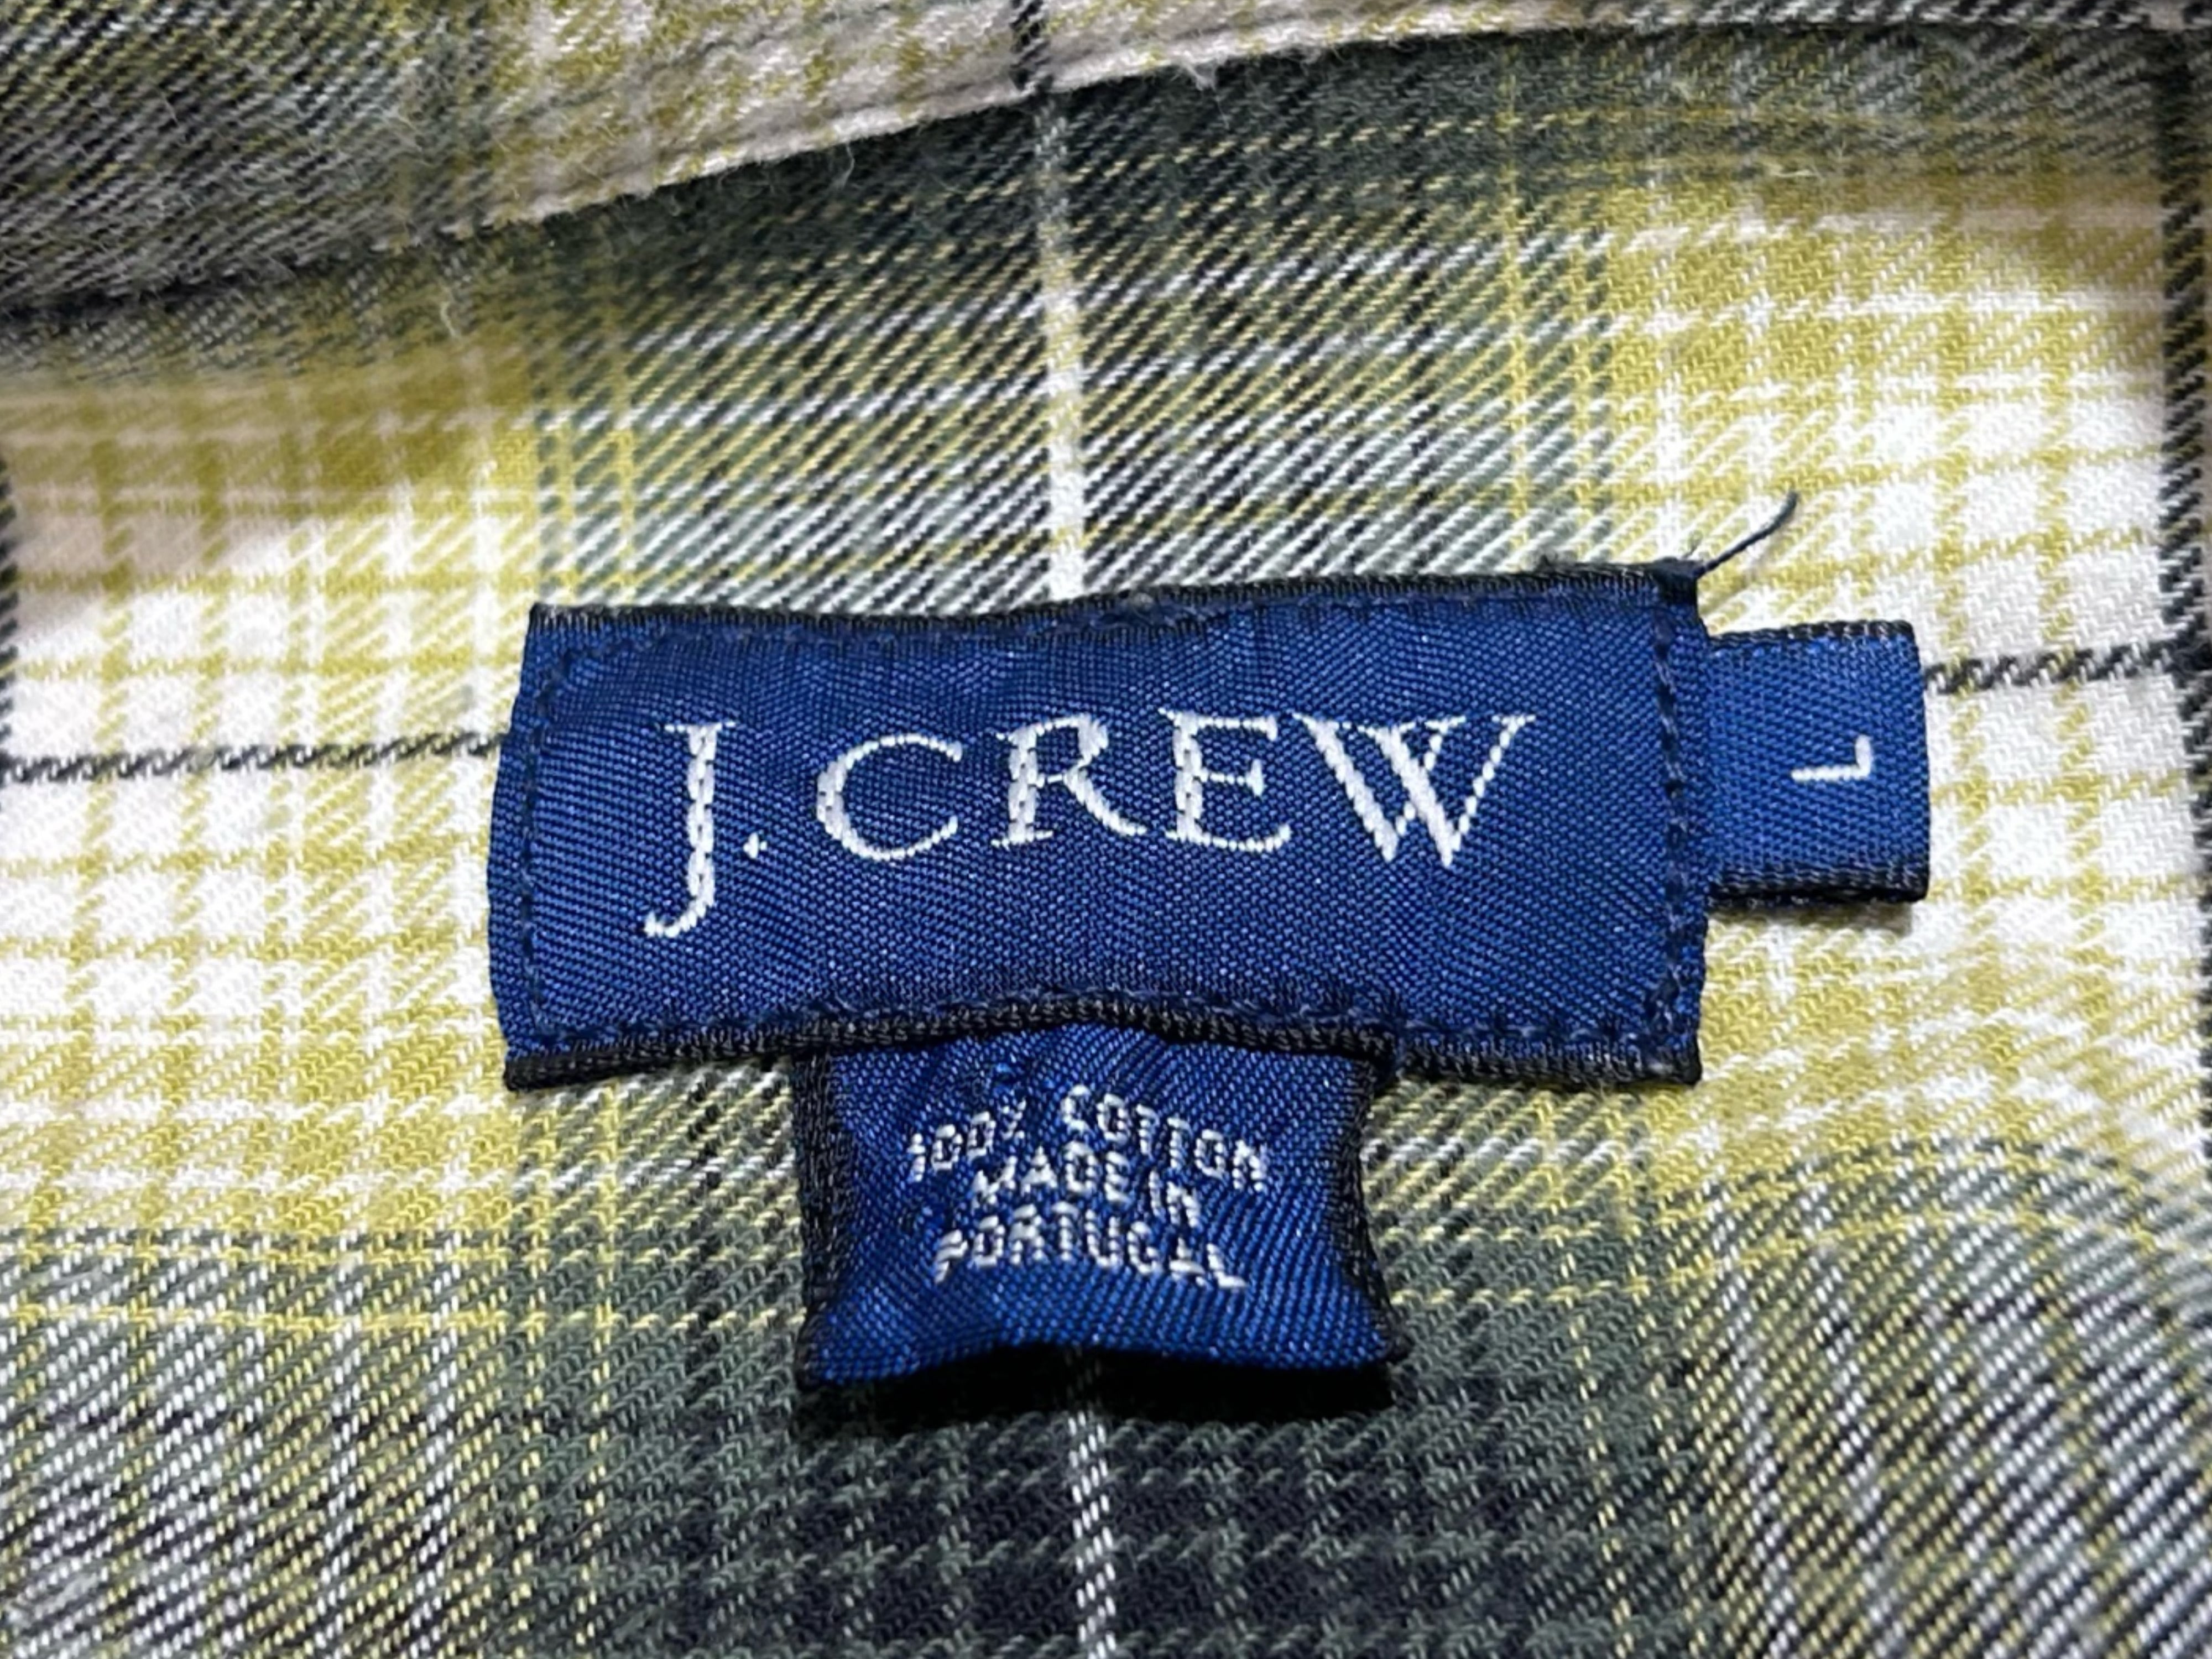 J. CREW
L
100% COTTON
MADE IN
PORTUGAL